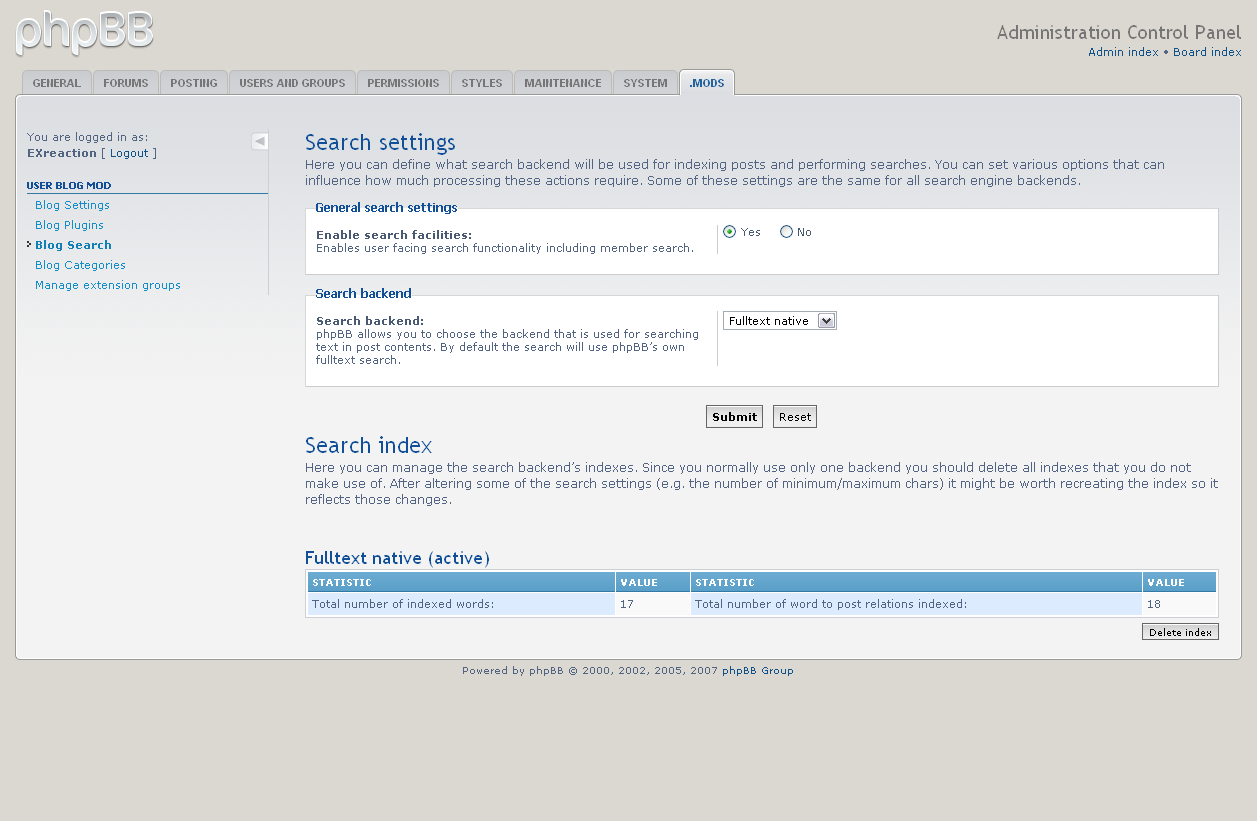 phpBB
Administration Control Panel
Admin index • Board index
GENERAL FORUMS POSTING USERS AND GROUPS PERMISSIONS STYLES MAINTENANCE SYSTEM .MODS
You are logged in as:
EXreaction [ Logout ]
USER BLOG MOD
Blog Settings
Blog Plugins
Blog Search
Blog Categories
Manage extension groups
Search settings
Here you can define what search backend will be used for indexing posts and performing searches. You can set various options that can
influence how much processing these actions require. Some of these settings are the same for all search engine backends.
General search settings
Enable search facilities:
Enables user facing search functionality including member search.
Yes No
Search backend
Search backend:
phpBB allows you to choose the backend that is used for searching
text in post contents. By default the search will use phpBB’s own
fulltext search.
Fulltext native
Submit Reset
Search index
Here you can manage the search backend’s indexes. Since you normally use only one backend you should delete all indexes that you do not
make use of. After altering some of the search settings (e.g. the number of minimum/maximum chars) it might be worth recreating the index so it
reflects those changes.
Fulltext native (active)
STATISTIC VALUE STATISTIC VALUE
Total number of indexed words: 17 Total number of word to post relations indexed: 18
Delete index
Powered by phpBB © 2000, 2002, 2005, 2007 phpBB Group